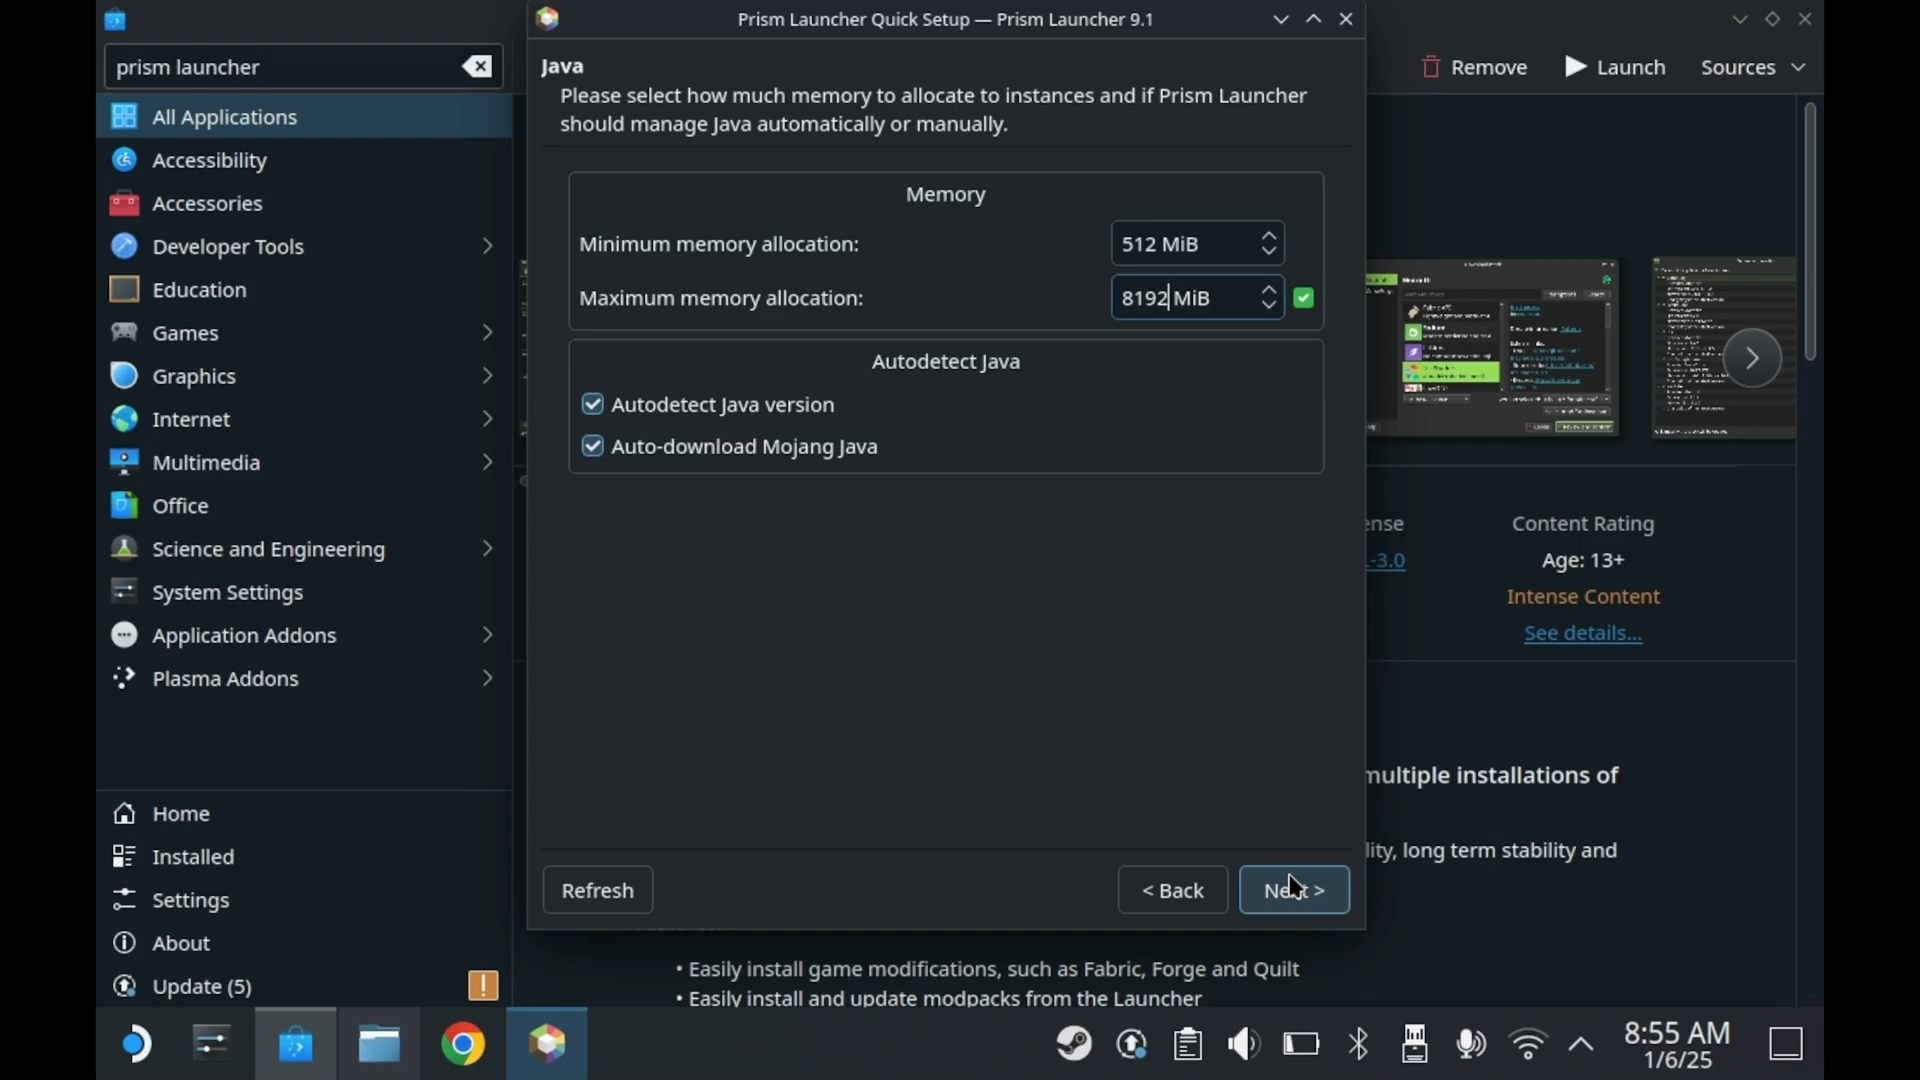 Prism Launcher Quick Setup — Prism Launcher 9.1
prism launcher
Remove
Launch
Sources
All Applications
Accessibility
Accessories
Developer Tools
Education
Games
Graphics
Internet
Multimedia
Office
Science and Engineering
System Settings
Application Addons
Plasma Addons
Home
Installed
Settings
About
Update (5)
Java
Please select how much memory to allocate to instances and if Prism Launcher
should manage Java automatically or manually.
Memory
Minimum memory allocation:
512 MiB
Maximum memory allocation:
8192 MiB
Autodetect Java
Autodetect Java version
Auto-download Mojang Java
Refresh
< Back
Next >
ense
-3.0
Content Rating
Age: 13+
Intense Content
See details...
multiple installations of
lity, long term stability and
• Easily install game modifications, such as Fabric, Forge and Quilt
• Easily install and update modpacks from the Launcher
8:55 AM
1/6/25